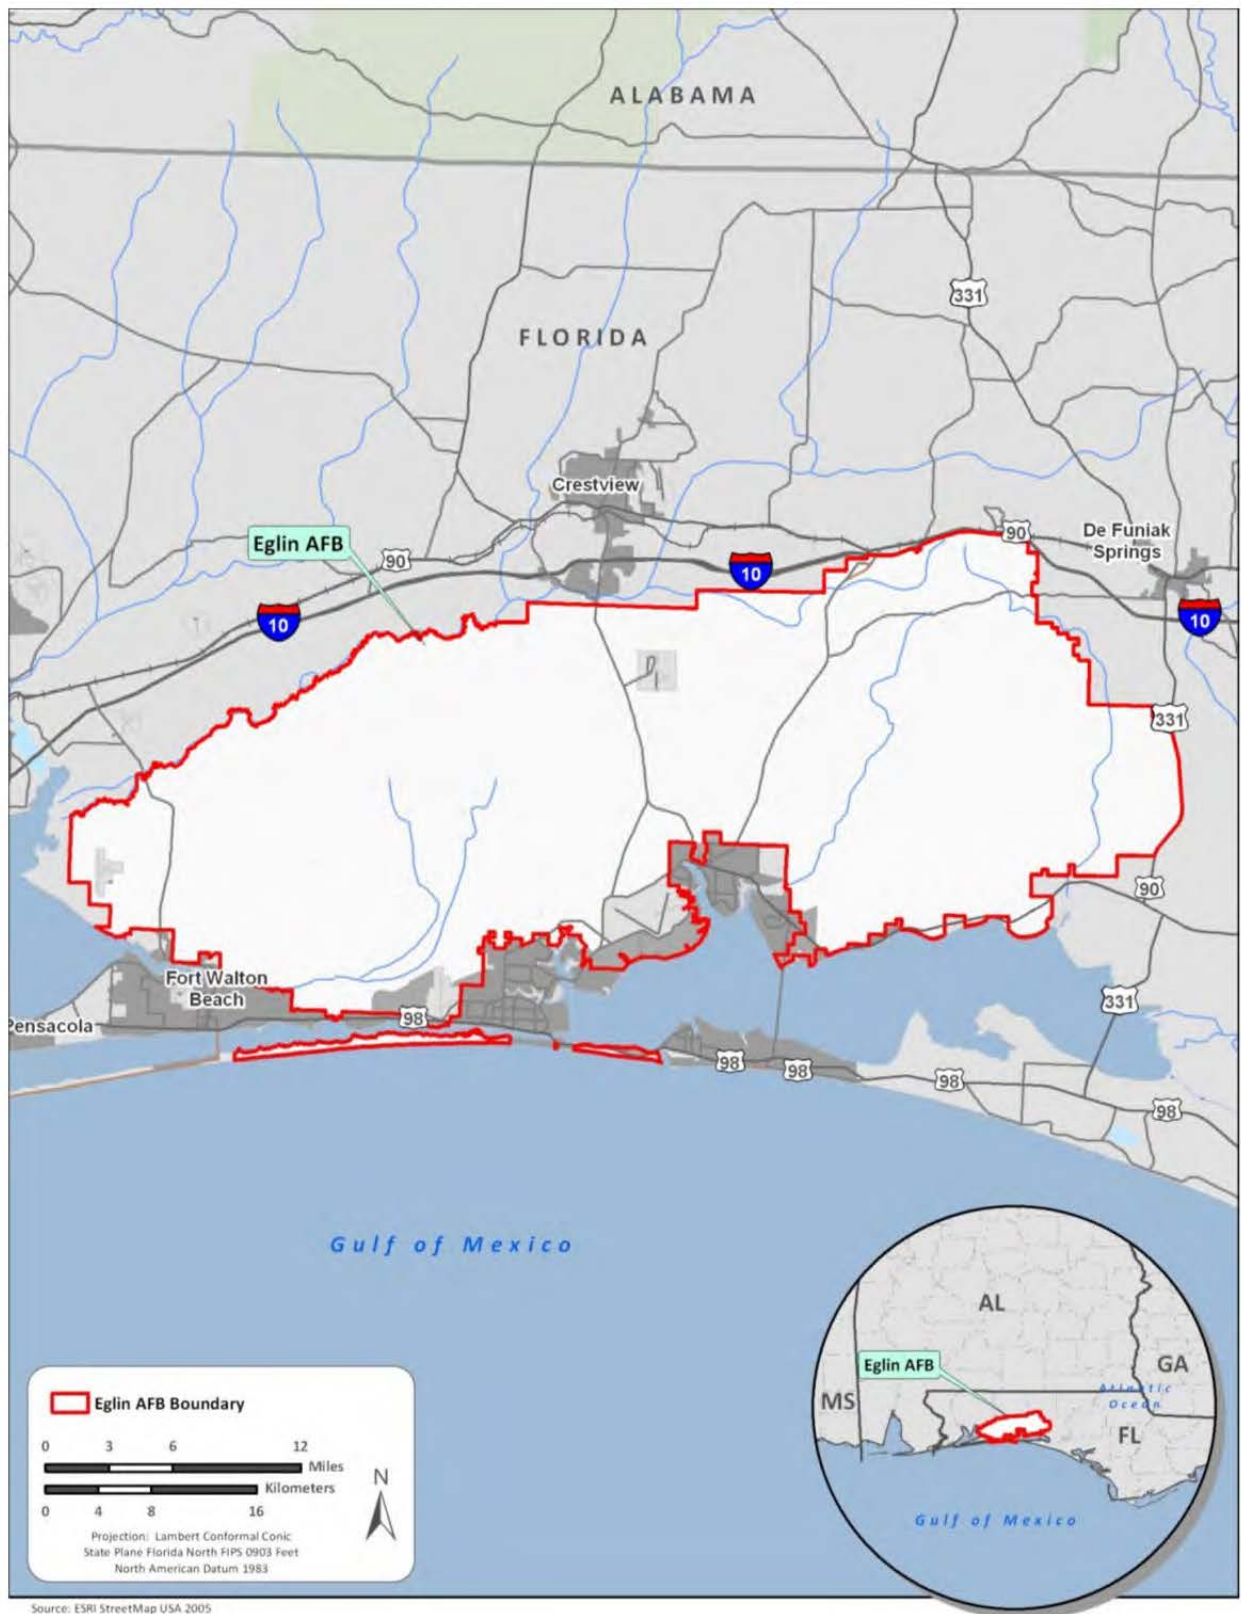 ALABAMA
331
FLORIDA
Crestview
Eglin AFB
90
90
De Funiak
Springs
10
10
10
331
90
Fort Walton
Beach
98
Pensacola
331
98
98
98
98
Gulf of Mexico
AL
Eglin AFB
GA
MS
Atlantic
Ocean
FL
Gulf of Mexico
Eglin AFB Boundary
0 3 6 12
Miles
Kilometers
0 4 8 16
N
Projection: Lambert Conformal Conic
State Plane Florida North FIPS 0903 Feet
North American Datum 1983
Source: ESRI StreetMap USA 2005